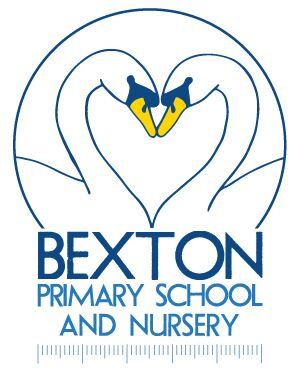 BEXTON
PRIMARY SCHOOL
AND NURSERY